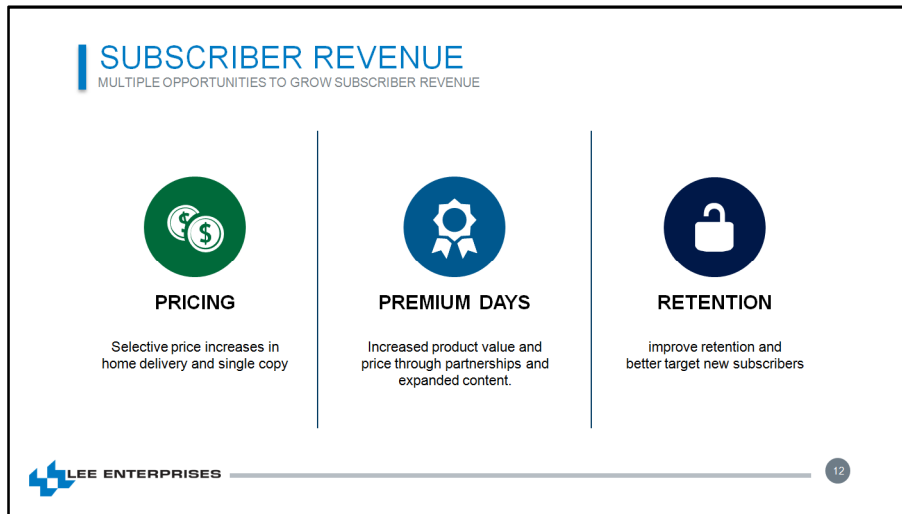 SUBSCRIBER REVENUE
MULTIPLE OPPORTUNITIES TO GROW SUBSCRIBER REVENUE
$
$
PRICING
Selective price increases in
home delivery and single copy
PREMIUM DAYS
Increased product value and
price through partnerships and
expanded content.
RETENTION
improve retention and
better target new subscribers
LEE ENTERPRISES
12